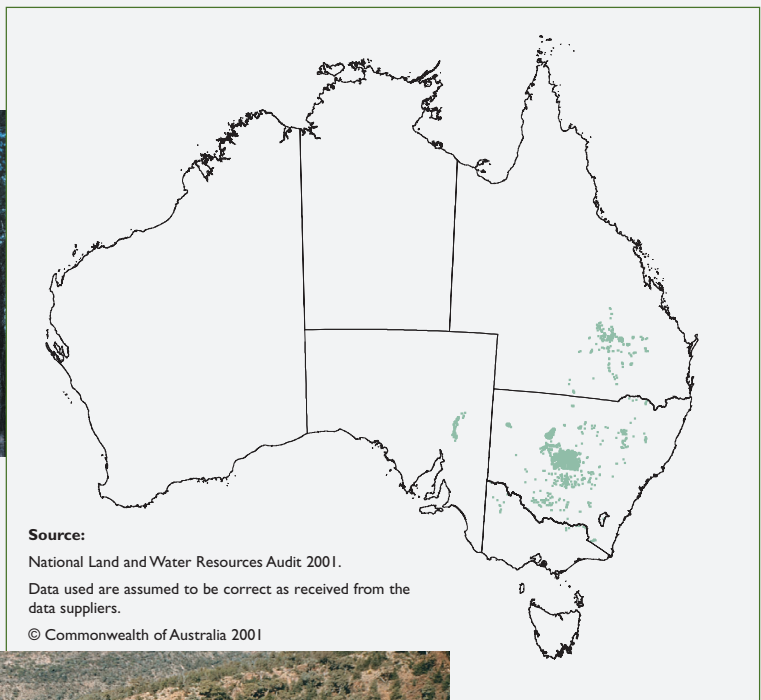 Source:
National Land and Water Resources Audit 2001.
Data used are assumed to be correct as received from the
data suppliers.
© Commonwealth of Australia 2001